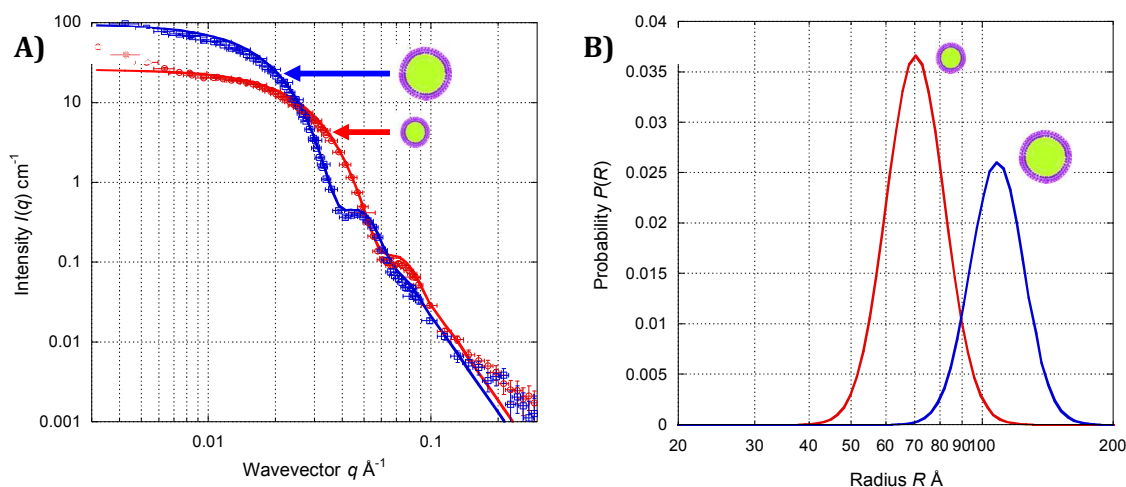 A)
100
10
1
0.1
0.01
0.001
Intensity I(q) cm⁻¹
0.01
0.1
Wavevector q Å⁻¹
B)
0.04
0.035
0.03
0.025
0.02
0.015
0.01
0.005
0
Probability P(R)
20 30 40 50 60 70 80 90 100 200
Radius R Å